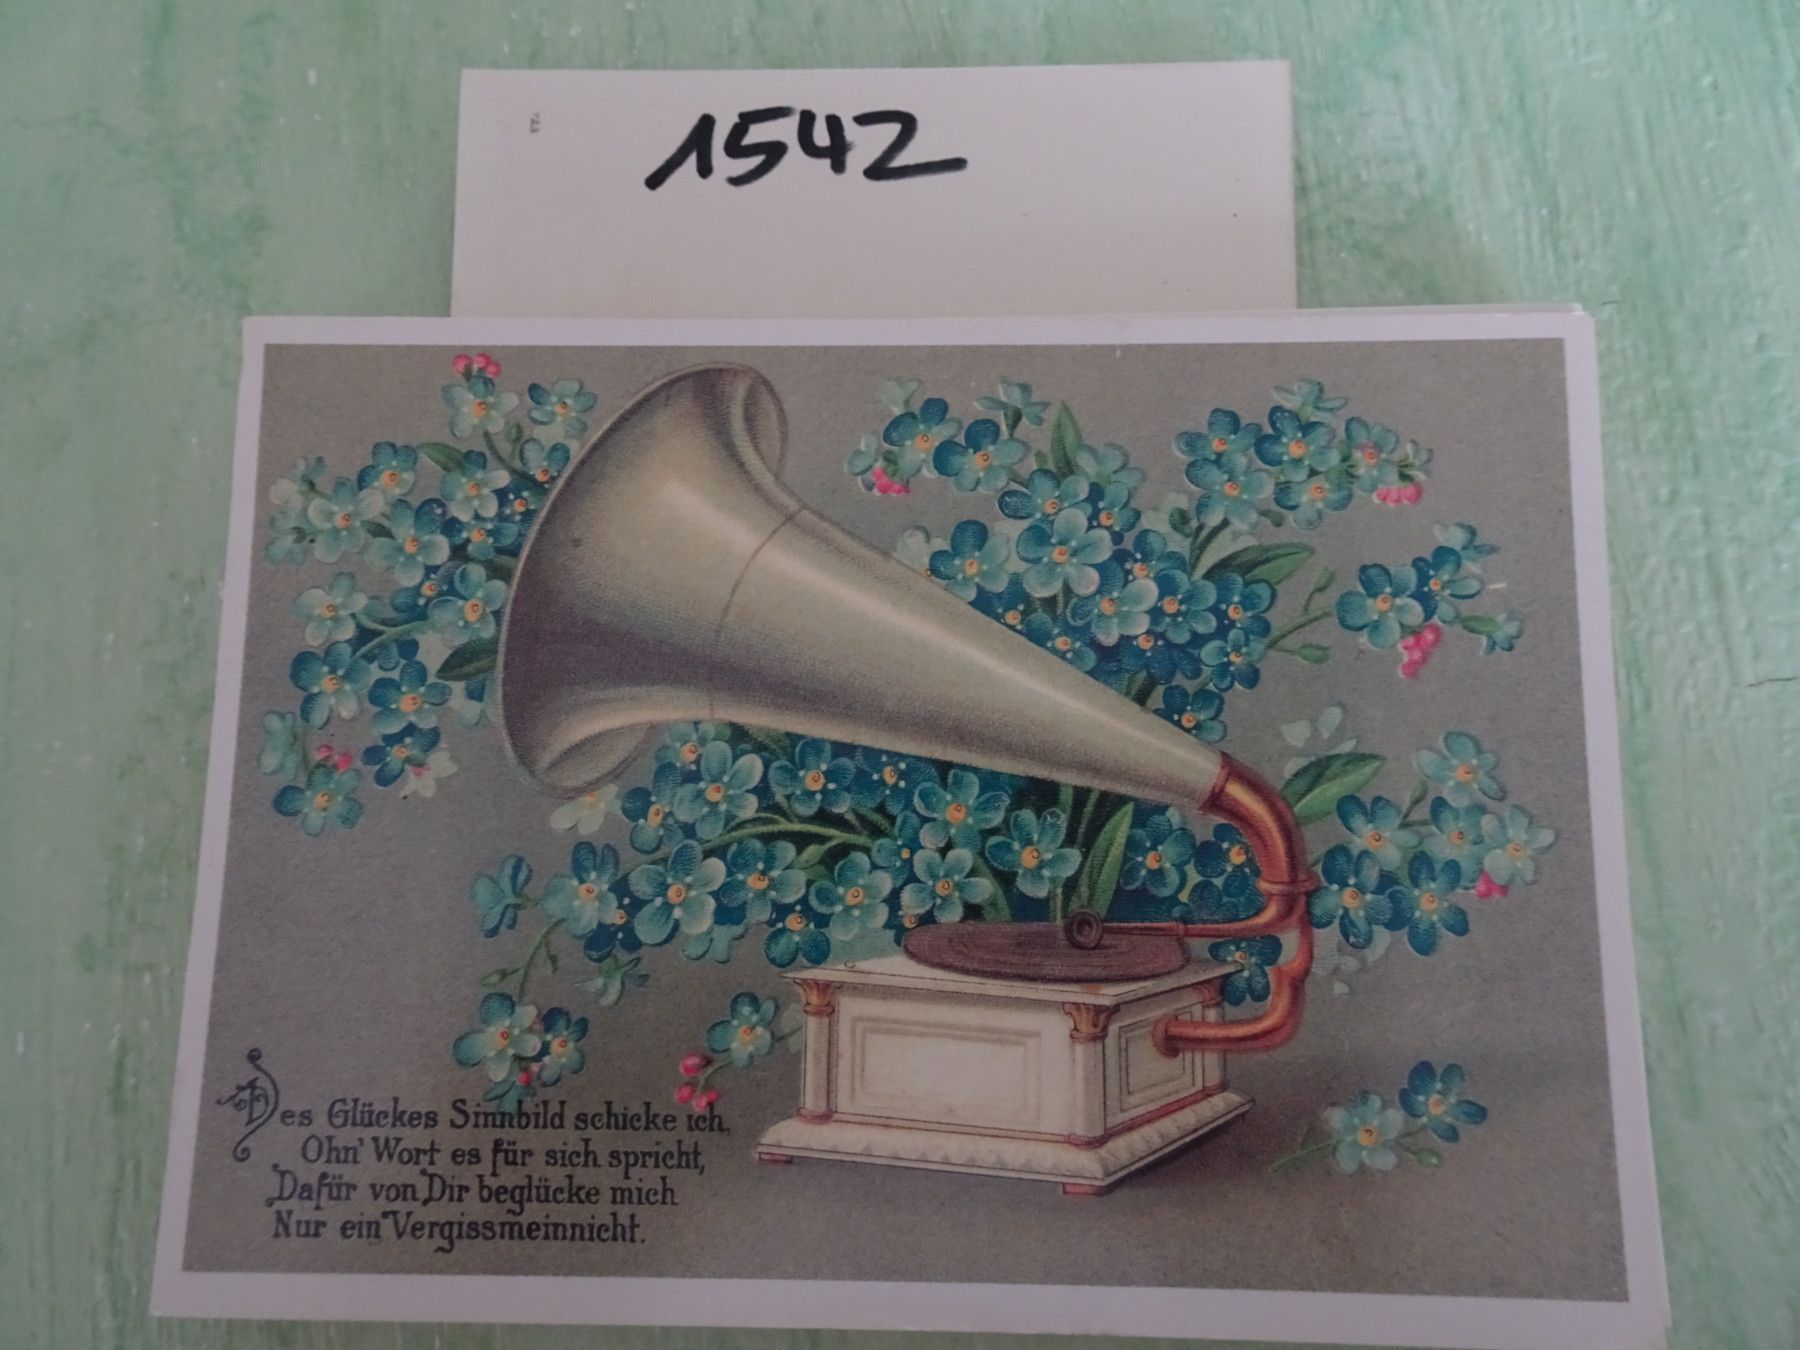 1542
Des Glückes Sinnbild schicke ich,
Ohn' Wort es für sich spricht,
Dafür von Dir beglücke mich
Nur ein Vergissmeinnicht.